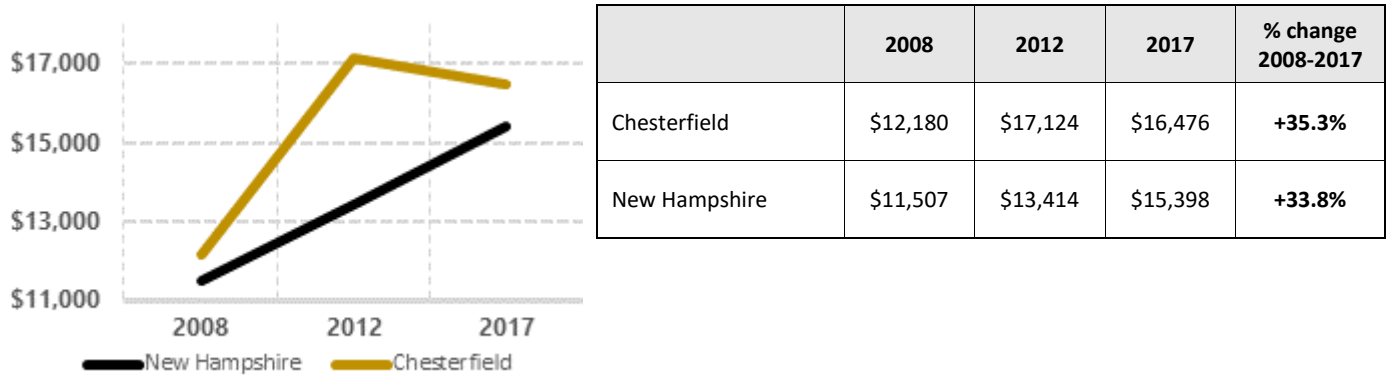 $17,000
$15,000
$13,000
$11,000
2008 2012 2017
New Hampshire Chesterfield
2008 2012 2017 % change
2008-2017
Chesterfield $12,180 $17,124 $16,476 +35.3%
New Hampshire $11,507 $13,414 $15,398 +33.8%